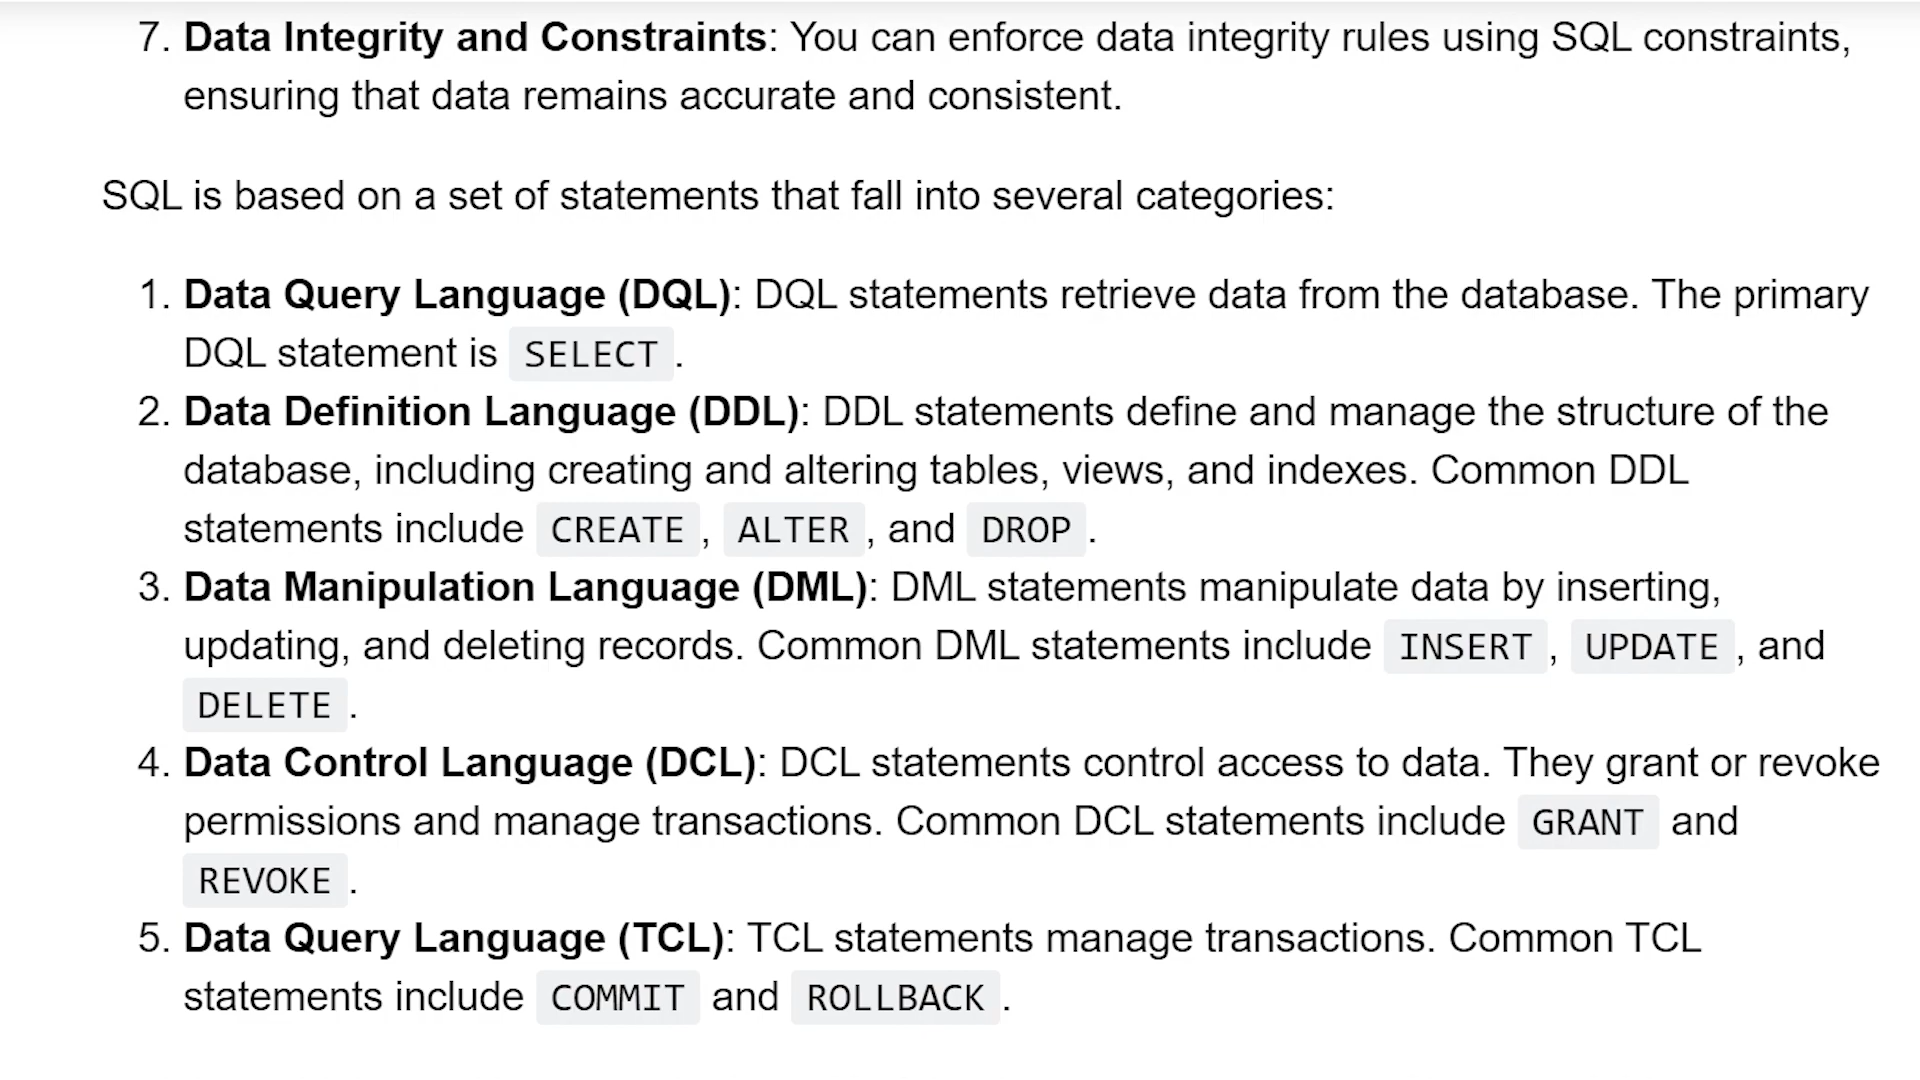 7. Data Integrity and Constraints: You can enforce data integrity rules using SQL constraints,
ensuring that data remains accurate and consistent.
SQL is based on a set of statements that fall into several categories:
1. Data Query Language (DQL): DQL statements retrieve data from the database. The primary
DQL statement is SELECT.
2. Data Definition Language (DDL): DDL statements define and manage the structure of the
database, including creating and altering tables, views, and indexes. Common DDL
statements include CREATE, ALTER, and DROP.
3. Data Manipulation Language (DML): DML statements manipulate data by inserting,
updating, and deleting records. Common DML statements include INSERT, UPDATE, and
DELETE.
4. Data Control Language (DCL): DCL statements control access to data. They grant or revoke
permissions and manage transactions. Common DCL statements include GRANT and
REVOKE.
5. Data Query Language (TCL): TCL statements manage transactions. Common TCL
statements include COMMIT and ROLLBACK.